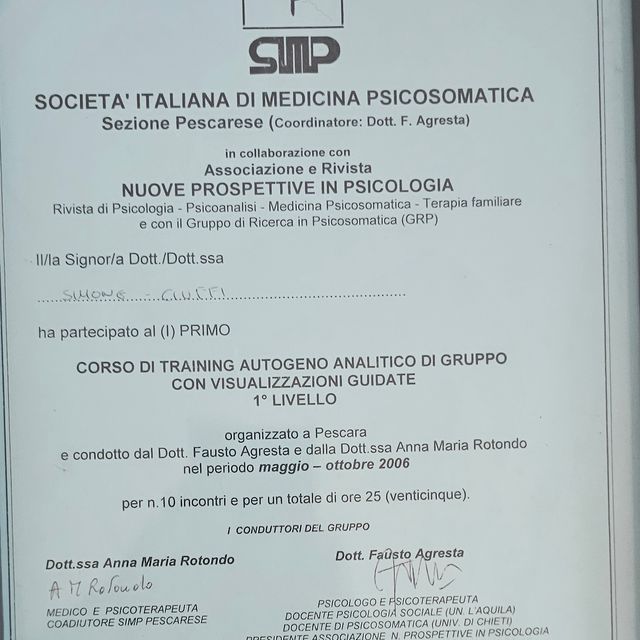 SIMP
SOCIETA' ITALIANA DI MEDICINA PSICOSOMATICA
Sezione Pescarese (Coordinatore: Dott. F. Agresta)
in collaborazione con
Associazione e Rivista
NUOVE PROSPETTIVE IN PSICOLOGIA
Rivista di Psicologia - Psicoanalisi - Medicina Psicosomatica - Terapia familiare
e con il Gruppo di Ricerca in Psicosomatica (GRP)
Il/la Signor/a Dott./Dott.ssa
SIMONE - CIUFFI
ha partecipato al (I) PRIMO
CORSO DI TRAINING AUTOGENO ANALITICO DI GRUPPO
CON VISUALIZZAZIONI GUIDATE
1° LIVELLO
organizzato a Pescara
e condotto dal Dott. Fausto Agresta e dalla Dott.ssa Anna Maria Rotondo
nel periodo maggio – ottobre 2006
per n.10 incontri e per un totale di ore 25 (venticinque).
I CONDUTTORI DEL GRUPPO
Dott.ssa Anna Maria Rotondo
A M Rotondo
MEDICO E PSICOTERAPEUTA
COADIUTORE SIMP PESCARESE
Dott. Fausto Agresta
PSICOLOGO E PSICOTERAPEUTA
DOCENTE PSICOLOGIA SOCIALE (UN. L'AQUILA)
DOCENTE DI PSICOSOMATICA (UNIV. DI CHIETI)
PRESIDENTE ASSOCIAZIONE N. PROSPETTIVE IN PSICOLOGIA